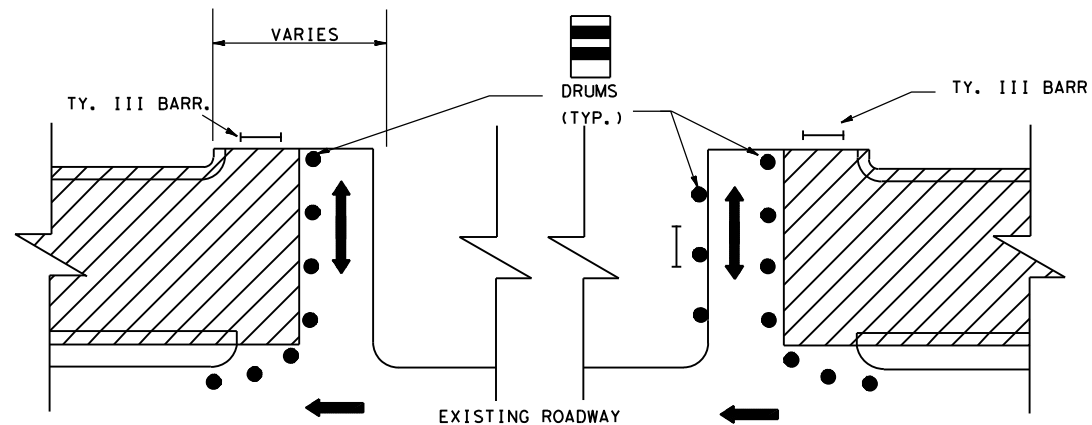 VARIES
TY. III BARR.
DRUMS
(TYP.)
TY. III BARR
EXISTING ROADWAY